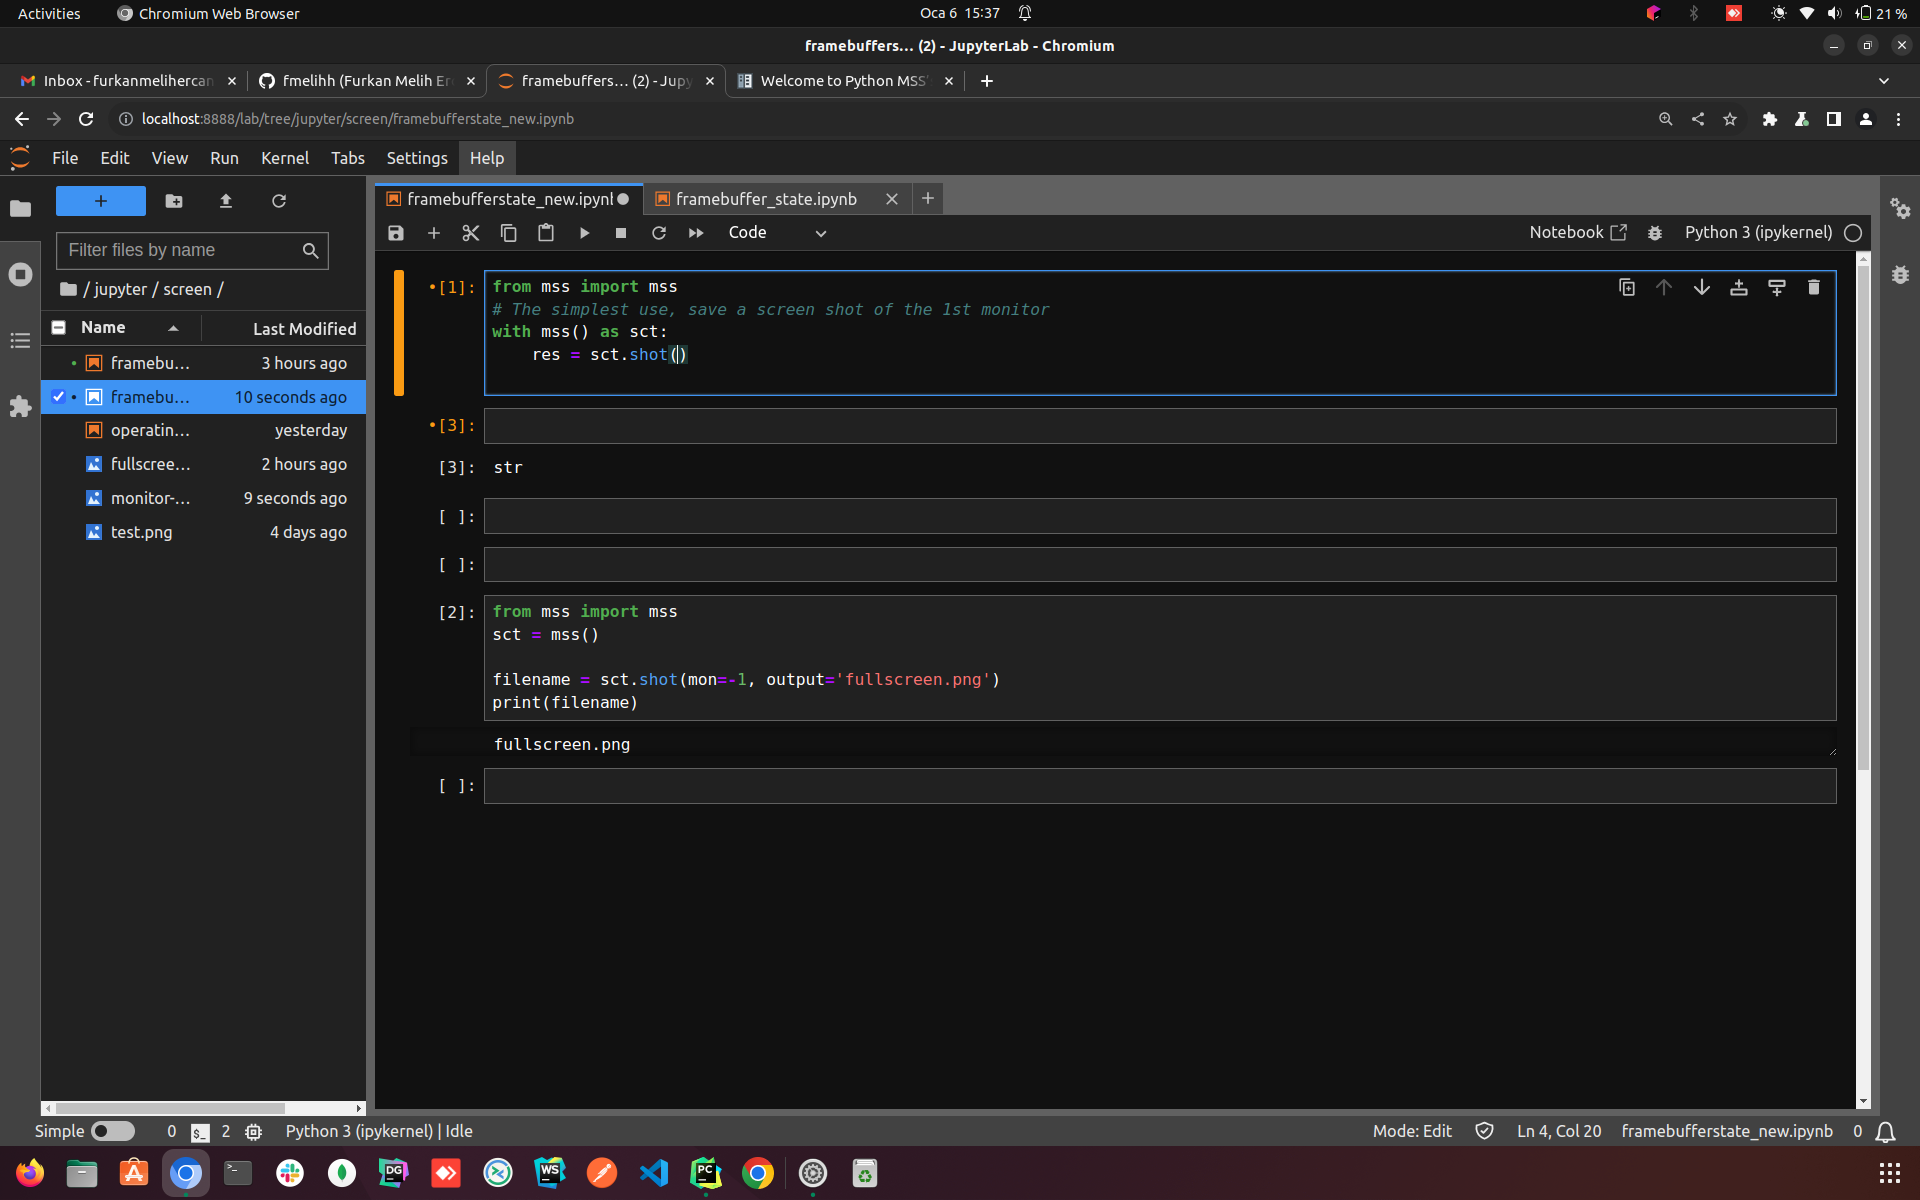 Activities
Chromium Web Browser
Oca 6 15:37
21 %
framebuffers… (2) - JupyterLab - Chromium
Inbox - furkanmelihercan
fmelihh (Furkan Melih Er
framebuffers… (2) - Jupy
Welcome to Python MSS'
localhost:8888/lab/tree/jupyter/screen/framebufferstate_new.ipynb
File Edit View Run Kernel Tabs Settings Help
framebufferstate_new.ipynl
framebuffer_state.ipynb
Code
Notebook
Python 3 (ipykernel)
Filter files by name
/ jupyter / screen /
Name
Last Modified
framebu… 3 hours ago
framebu… 10 seconds ago
operatin… yesterday
fullscree… 2 hours ago
monitor-… 9 seconds ago
test.png 4 days ago
•[1]: from mss import mss
# The simplest use, save a screen shot of the 1st monitor
with mss() as sct:
res = sct.shot()
•[3]:
[3]: str
[ ]:
[ ]:
[2]: from mss import mss
sct = mss()
filename = sct.shot(mon=-1, output='fullscreen.png')
print(filename)
fullscreen.png
[ ]:
Simple
0
2
Python 3 (ipykernel) | Idle
Mode: Edit
Ln 4, Col 20
framebufferstate_new.ipynb
0
DG
WS
PC